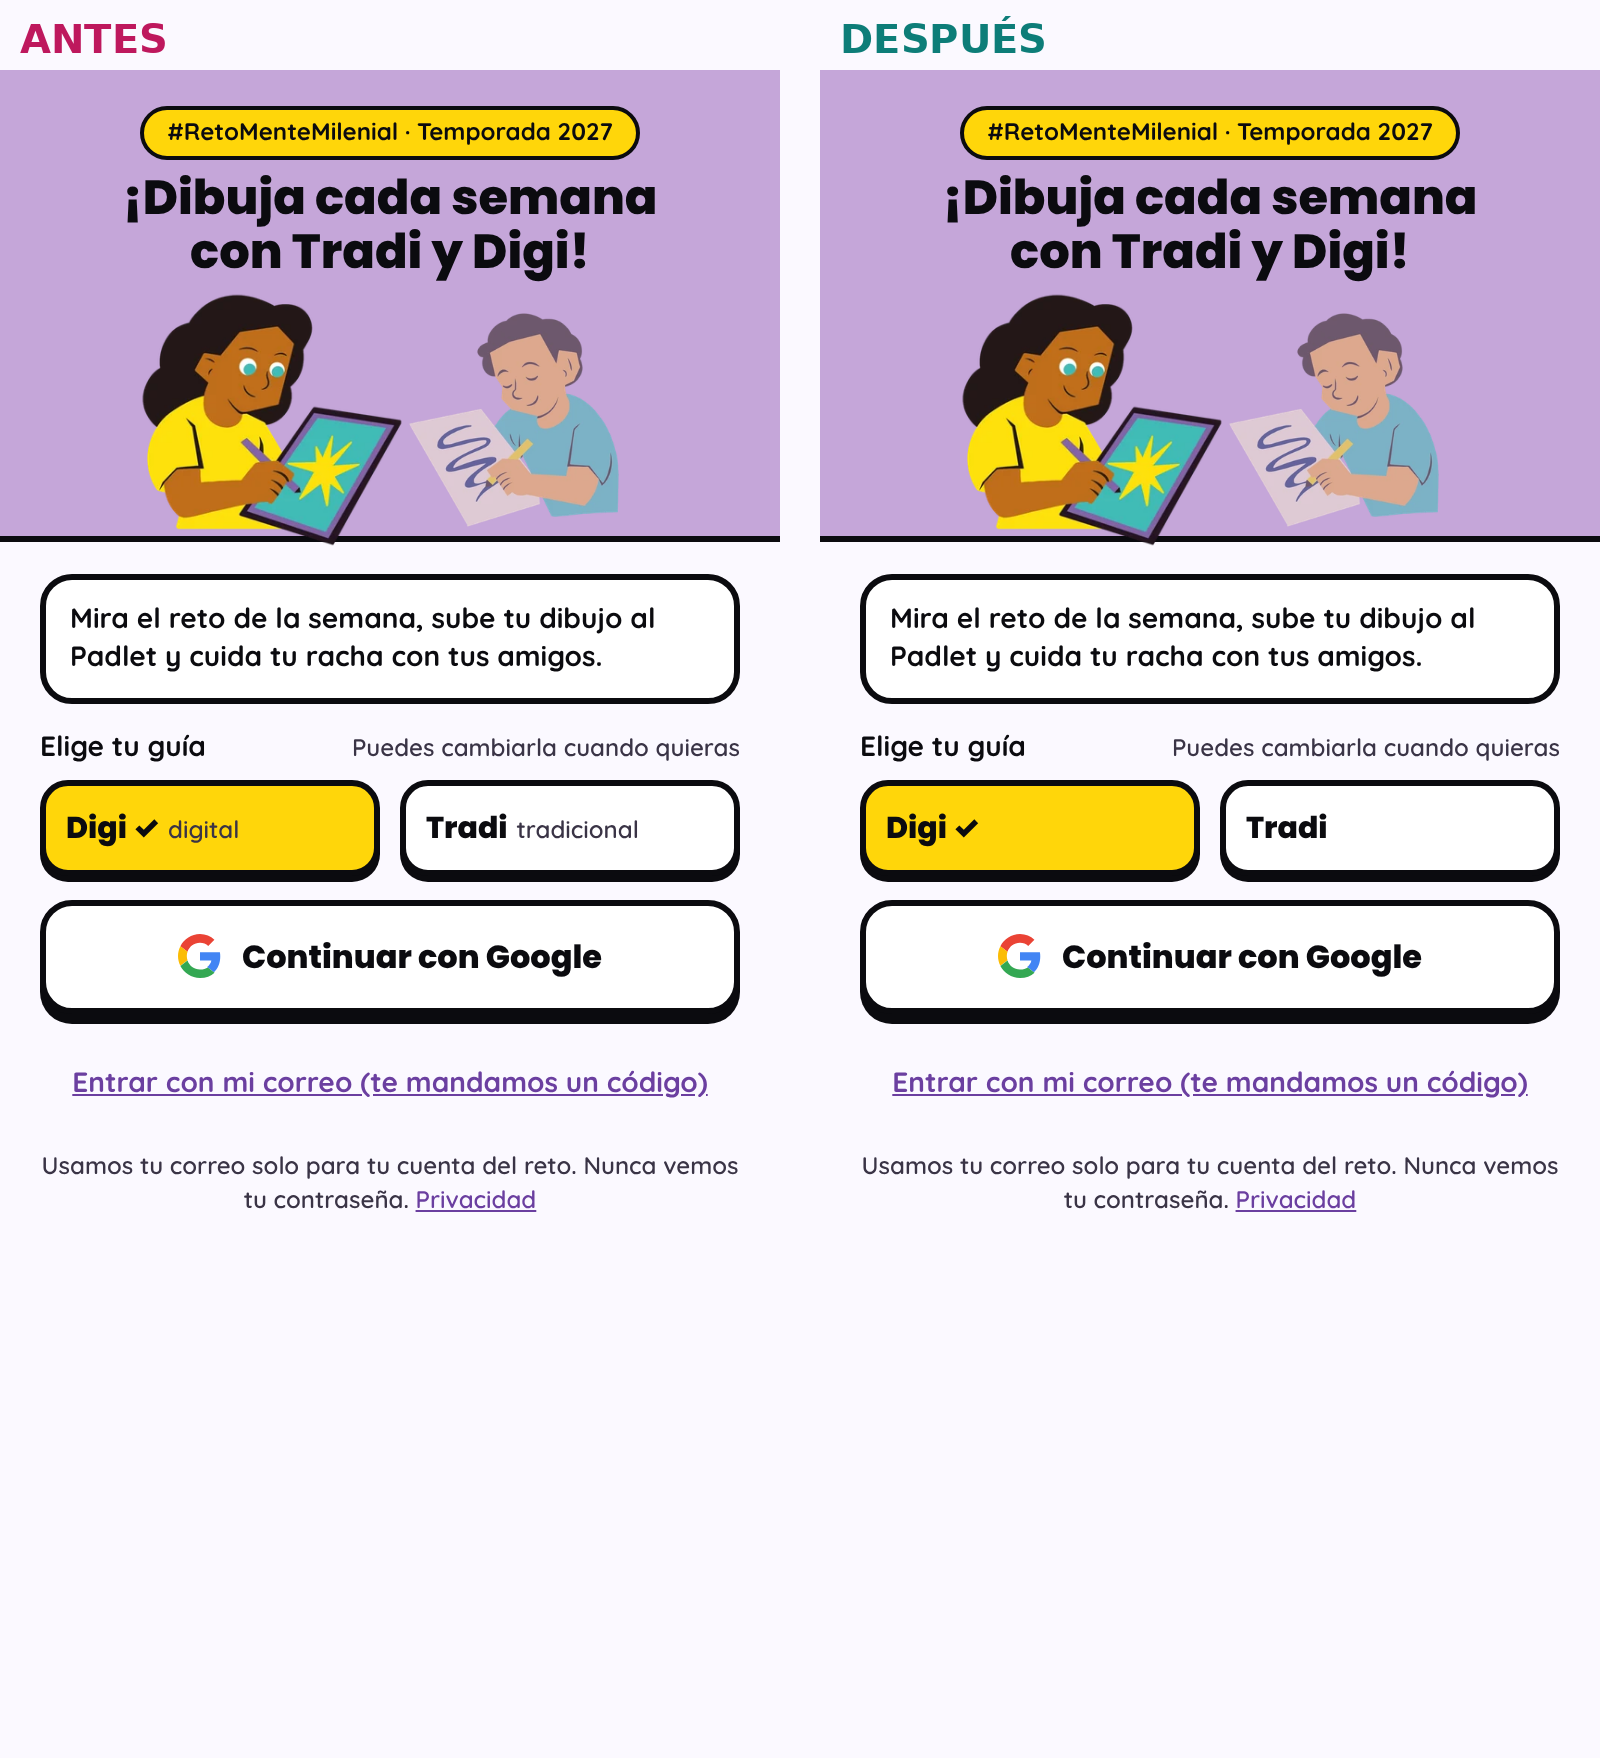 ANTES
#RetoMenteMilenial · Temporada 2027
¡Dibuja cada semana
con Tradi y Digi!
Mira el reto de la semana, sube tu dibujo al
Padlet y cuida tu racha con tus amigos.
Elige tu guía
Puedes cambiarla cuando quieras
Digi ✓ digital
Tradi tradicional
Continuar con Google
Entrar con mi correo (te mandamos un código)
Usamos tu correo solo para tu cuenta del reto. Nunca vemos
tu contraseña. Privacidad
DESPUÉS
#RetoMenteMilenial · Temporada 2027
¡Dibuja cada semana
con Tradi y Digi!
Mira el reto de la semana, sube tu dibujo al
Padlet y cuida tu racha con tus amigos.
Elige tu guía
Puedes cambiarla cuando quieras
Digi ✓
Tradi
Continuar con Google
Entrar con mi correo (te mandamos un código)
Usamos tu correo solo para tu cuenta del reto. Nunca vemos
tu contraseña. Privacidad